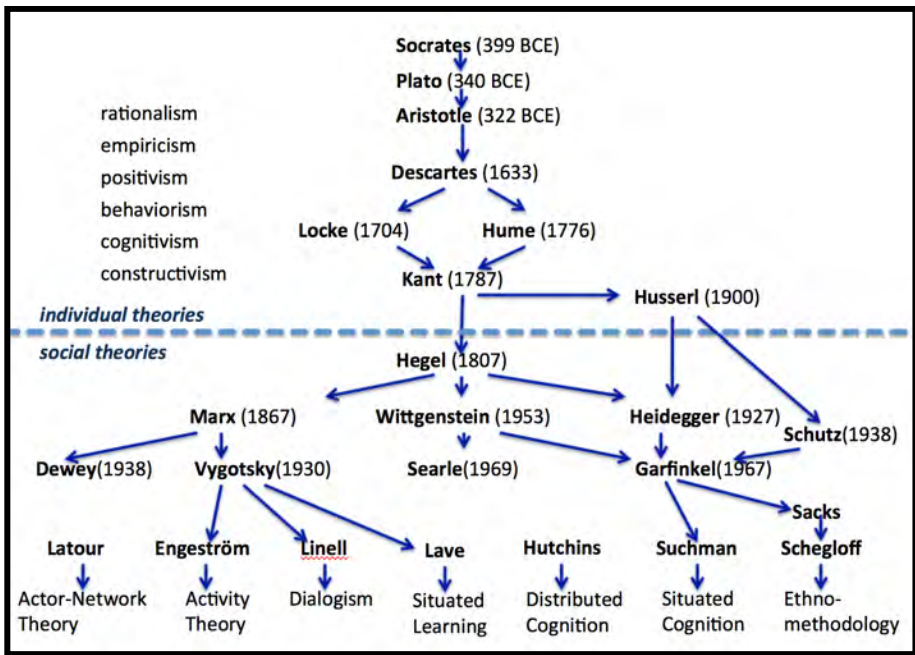 Socrates (399 BCE)
Plato (340 BCE)
Aristotle (322 BCE)
rationalism
empiricism
positivism
behaviorism
cognitivism
constructivism
Descartes (1633)
Locke (1704)
Hume (1776)
Kant (1787)
Husserl (1900)
individual theories
social theories
Hegel (1807)
Marx (1867)
Wittgenstein (1953)
Heidegger (1927)
Schutz(1938)
Dewey(1938)
Vygotsky(1930)
Searle(1969)
Garfinkel(1967)
Sacks
Latour
Engeström
Linell
Lave
Hutchins
Suchman
Schegloff
Actor-Network
Theory
Activity
Theory
Dialogism
Situated
Learning
Distributed
Cognition
Situated
Cognition
Ethno-
methodology